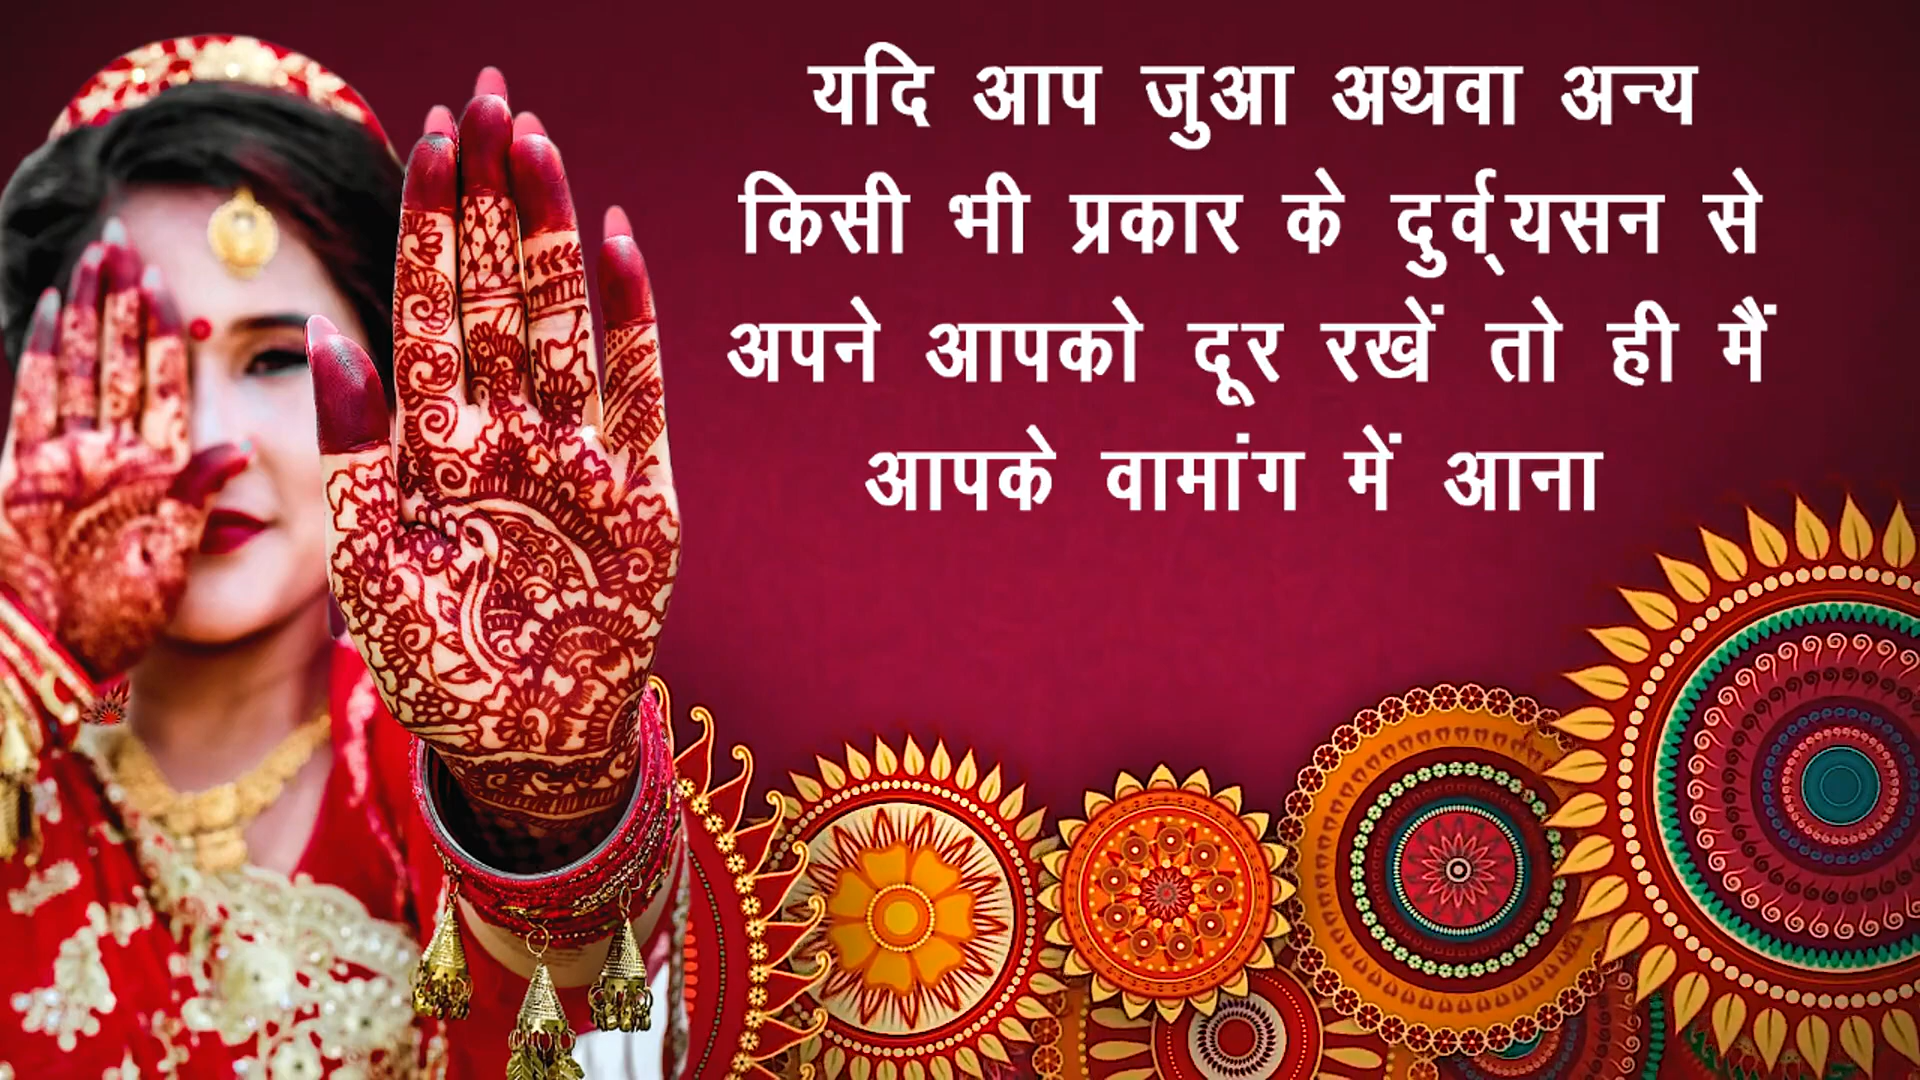 यदि आप जुआ अथवा अन्य
किसी भी प्रकार के दुर्व्‌यसन से
अपने आपको दूर रखें तो ही मैं
आपके वामांग में आना